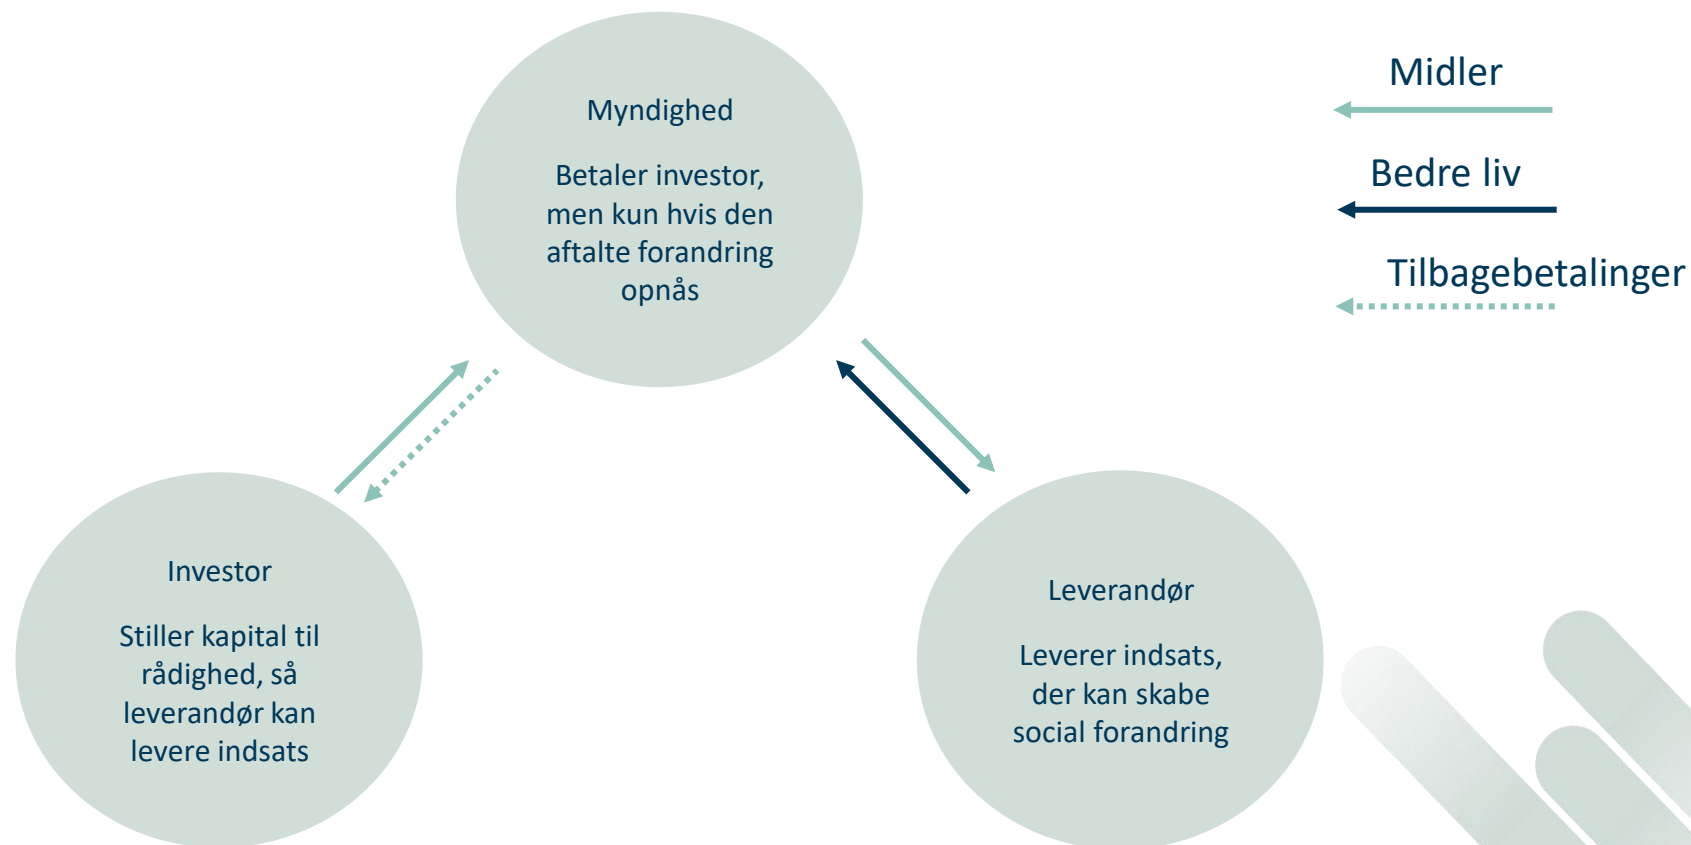 Myndighed
Betaler investor,
men kun hvis den
aftalte forandring
opnås
Midler
Bedre liv
Tilbagebetalinger
Investor
Stiller kapital til
rådighed, så
leverandør kan
levere indsats
Leverandør
Leverer indsats,
der kan skabe
social forandring